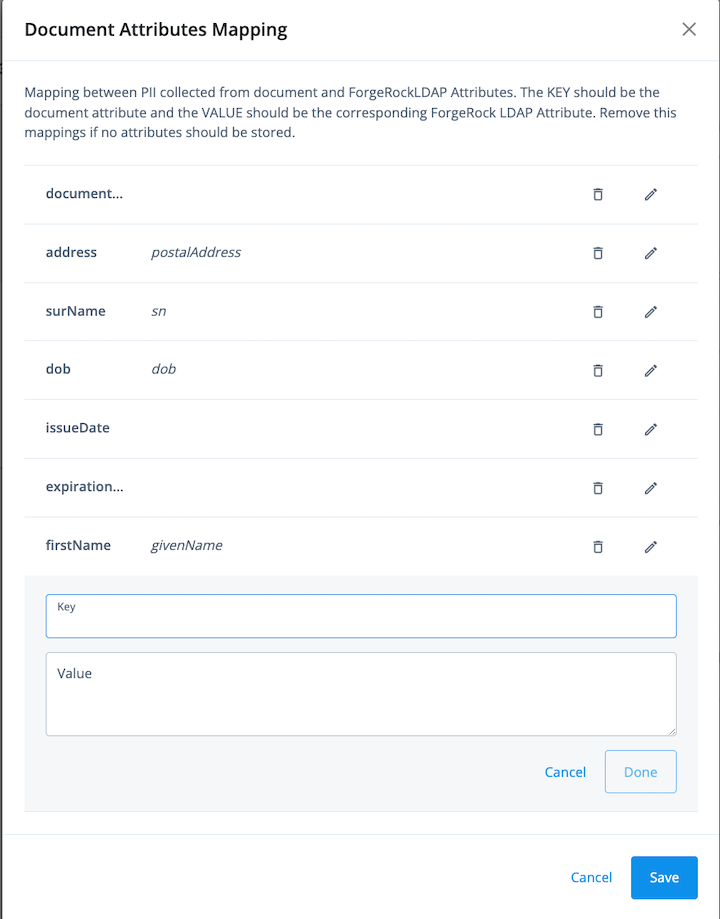 Document Attributes Mapping
Mapping between PII collected from document and ForgeRockLDAP Attributes. The KEY should be the
document attribute and the VALUE should be the corresponding ForgeRock LDAP Attribute. Remove this
mappings if no attributes should be stored.
document...
address postalAddress
surName sn
dob dob
issueDate
expiration...
firstName givenName
Key
Value
Cancel Done
Cancel Save